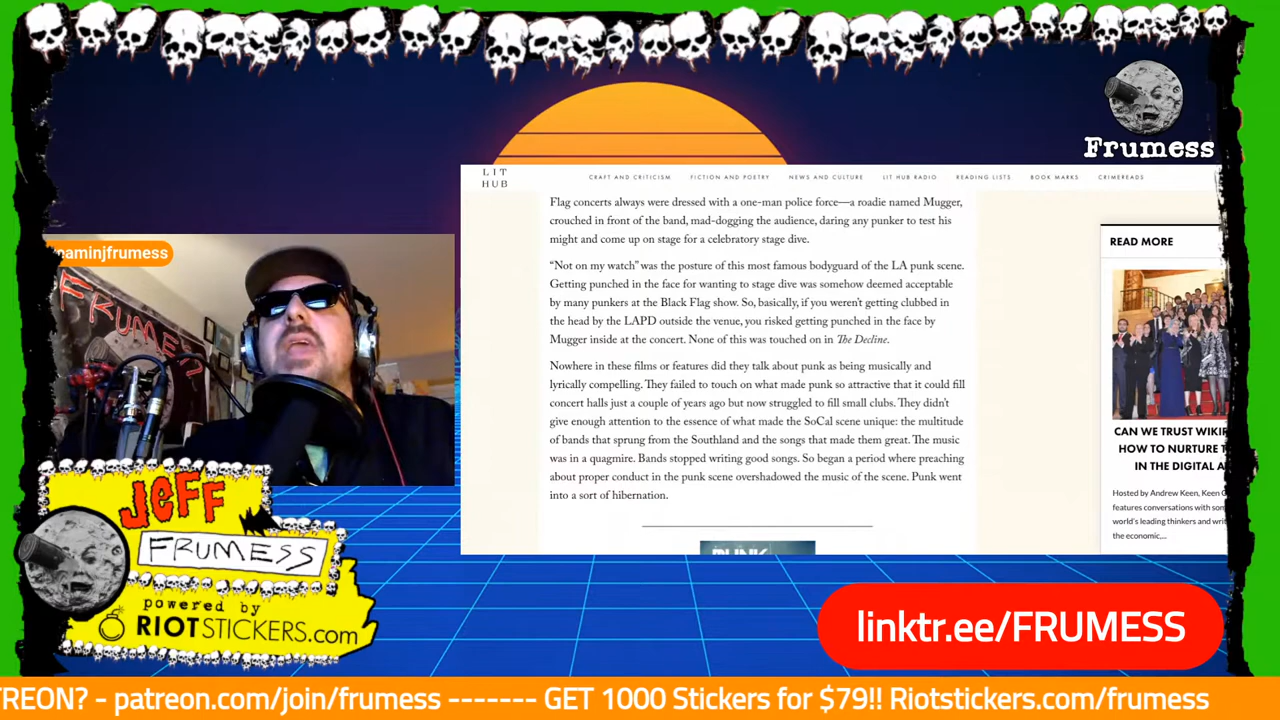 Frumess
LIT
HUB
CRAFT AND CRITICISM
FICTION AND POETRY
NEWS AND CULTURE
LIT HUB RADIO
READING LISTS
BOOK MARKS
CRIMEREADS
Flag concerts always were dressed with a one-man police force—a roadie named Mugger,
crouched in front of the band, mad-dogging the audience, daring any punker to test his
might and come up on stage for a celebratory stage dive.
“Not on my watch” was the posture of this most famous bodyguard of the LA punk scene.
Getting punched in the face for wanting to stage dive was somehow deemed acceptable
by many punkers at the Black Flag show. So, basically, if you weren’t getting clubbed in
the head by the LAPD outside the venue, you risked getting punched in the face by
Mugger inside at the concert. None of this was touched on in The Decline.
Nowhere in these films or features did they talk about punk as being musically and
lyrically compelling. They failed to touch on what made punk so attractive that it could fill
concert halls just a couple of years ago but now struggled to fill small clubs. They didn’t
give enough attention to the essence of what made the SoCal scene unique: the multitude
of bands that sprung from the Southland and the songs that made them great. The music
was in a quagmire. Bands stopped writing good songs. So began a period where preaching
about proper conduct in the punk scene overshadowed the music of the scene. Punk went
into a sort of hibernation.
PUNK
READ MORE
CAN WE TRUST WIKIP
HOW TO NURTURE T
IN THE DIGITAL A
Hosted by Andrew Keen, Keen
features conversations with som
world’s leading thinkers and writ
the economic,...
aminjfrumess
FRUMESS
JEFF
FRUMESS
powered by
RIOTSTICKERS.com
linktr.ee/FRUMESS
TREON? - patreon.com/join/frumess ------- GET 1000 Stickers for $79!! Riotstickers.com/frumess